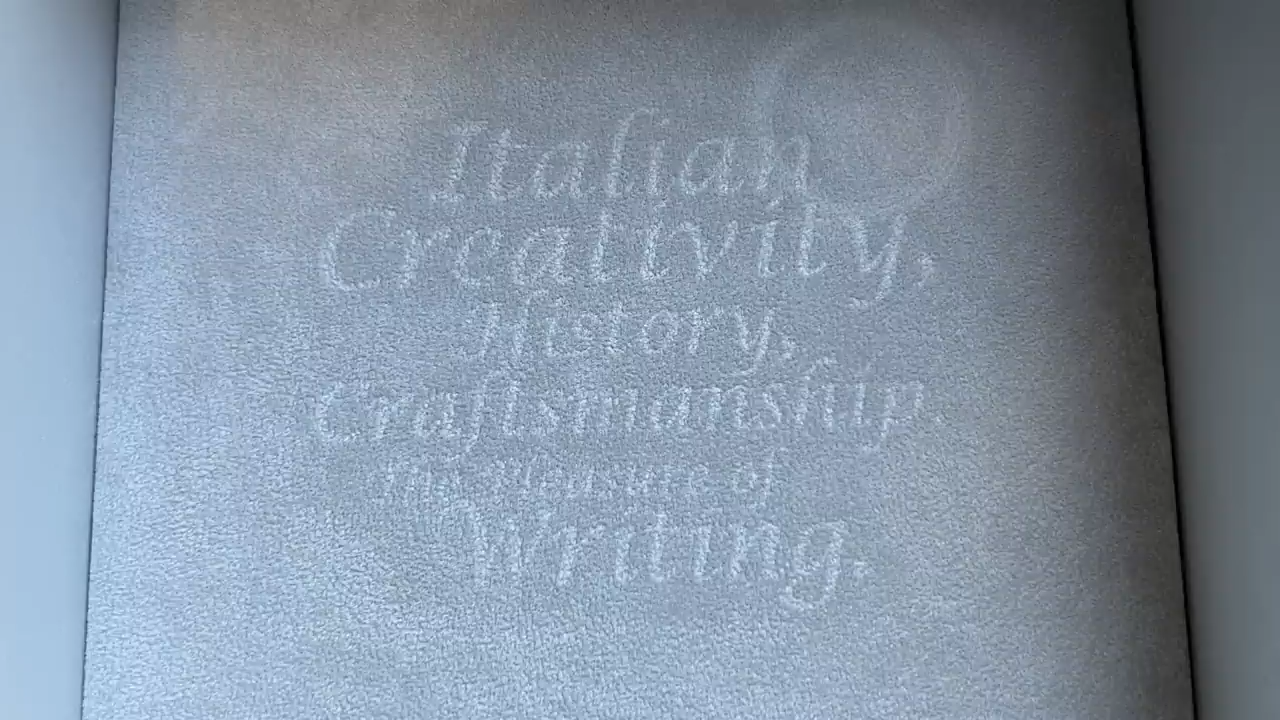 Italian
Creativity,
History,
Craftsmanship
The Pleasure of
Writing.